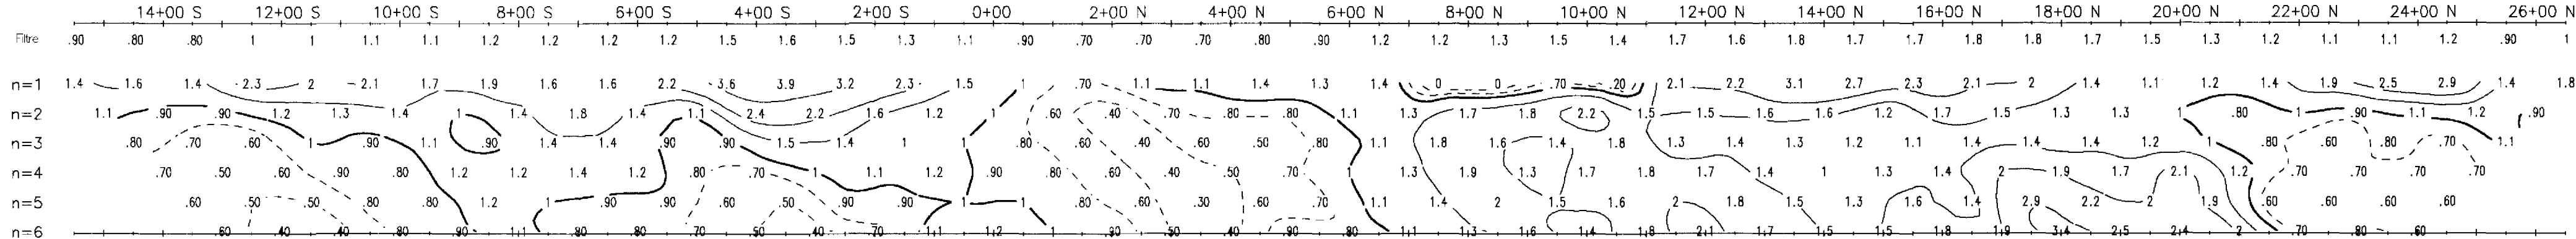 14+00 S 12+00 S 10+00 S 8+00 S 6+00 S 4+00 S 2+00 S 0+00 2+00 N 4+00 N 6+00 N 8+00 N 10+00 N 12+00 N 14+00 N 16+00 N 18+00 N 20+00 N 22+00 N 24+00 N 26+00 N
Filtre .90 .80 .80 1 1 1.1 1.1 1.2 1.2 1.2 1.2 1.5 1.6 1.5 1.3 1.1 .90 .70 .70 .70 .80 .90 1.2 1.2 1.3 1.5 1.4 1.7 1.6 1.8 1.7 1.7 1.8 1.8 1.7 1.5 1.3 1.2 1.1 1.1 1.2 .90 1
n=1 1.4 1.6 1.4 2.3 2 2.1 1.7 1.9 1.6 1.6 2.2 3.6 3.9 3.2 2.3 1.5 1 .70 1.1 1.1 1.4 1.3 1.4 0 0 .70 .20 2.1 2.2 3.1 2.7 2.3 2.1 2 1.4 1.1 1.2 1.4 1.9 2.5 2.9 1.4 1.8
n=2 1.1 .90 .90 1.2 1.3 1.4 1 1.4 1.8 1.4 1.1 2.4 2.2 1.6 1.2 1 .60 .40 .70 .80 .80 1.1 1.3 1.7 1.8 2.2 1.5 1.5 1.6 1.6 1.2 1.7 1.5 1.3 1.3 1 .80 1 .90 1.1 1.2 .90
n=3 .80 .70 .60 1 .90 1.1 .90 1.4 1.4 .90 .90 1.5 1.4 1 1 .80 .60 .40 .60 .50 .80 1.1 1.8 1.6 1.4 1.8 1.3 1.4 1.3 1.2 1.1 1.4 1.4 1.4 1.2 1 .80 .60 .80 .70 1.1
n=4 .70 .50 .60 .90 .80 1.2 1.2 1.4 1.2 .80 .70 1 1.1 1.2 .90 .80 .60 .40 .50 .70 1 1.3 1.9 1.3 1.7 1.8 1.7 1.4 1 1.3 1.4 2 1.9 1.7 2.1 1.2 .70 .70 .70 .70
n=5 .60 .50 .50 .80 .80 1.2 1 .90 .90 .60 .50 .90 .90 1 1 .80 .60 .30 .60 .70 1.1 1.4 2 1.5 1.6 2 1.8 1.4 1.3 1.6 1.4 2.9 2.2 2 1.9 .60 .60 .60 .60
n=6 .60 .40 .40 .80 .90 1.1 .80 .80 .70 .50 .40 .70 1.1 1.2 1 .90 .50 .40 .90 .80 1.1 1.3 1.6 1.4 1.8 2.1 1.7 1.5 1.5 1.8 1.9 3.4 2.5 2.4 2 .70 .80 .60